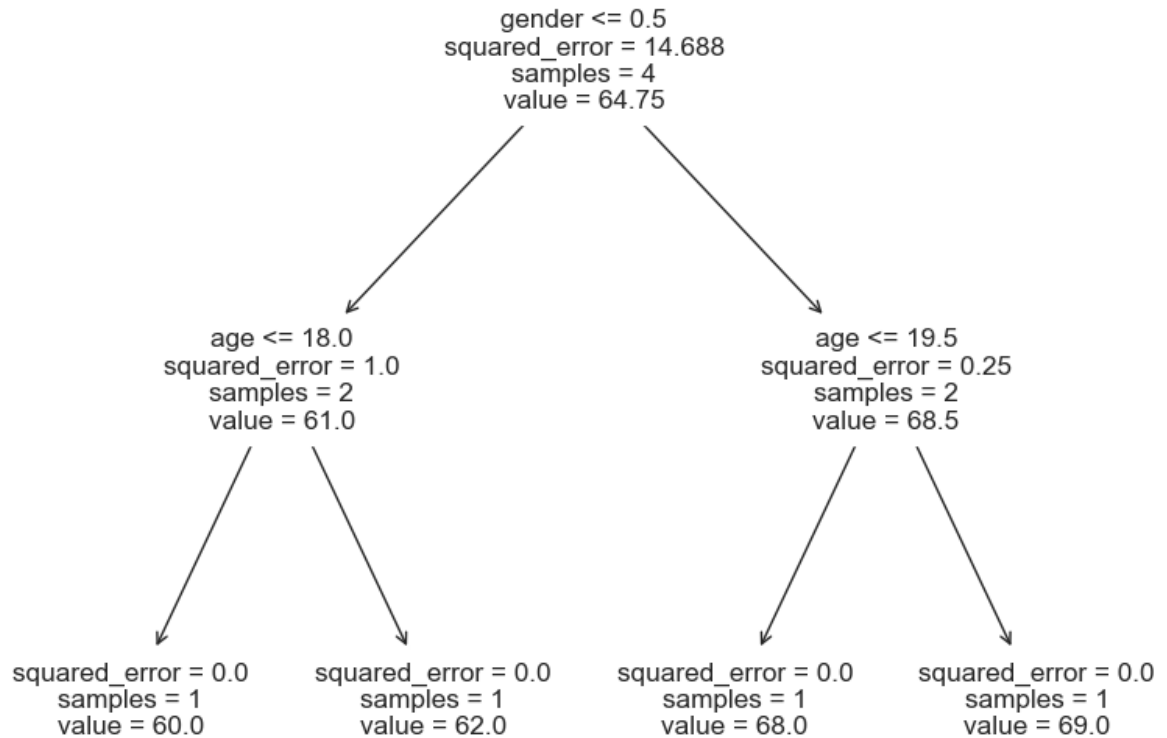 gender <= 0.5
squared_error = 14.688
samples = 4
value = 64.75
age <= 18.0
squared_error = 1.0
samples = 2
value = 61.0
age <= 19.5
squared_error = 0.25
samples = 2
value = 68.5
squared_error = 0.0
samples = 1
value = 60.0
squared_error = 0.0
samples = 1
value = 62.0
squared_error = 0.0
samples = 1
value = 68.0
squared_error = 0.0
samples = 1
value = 69.0